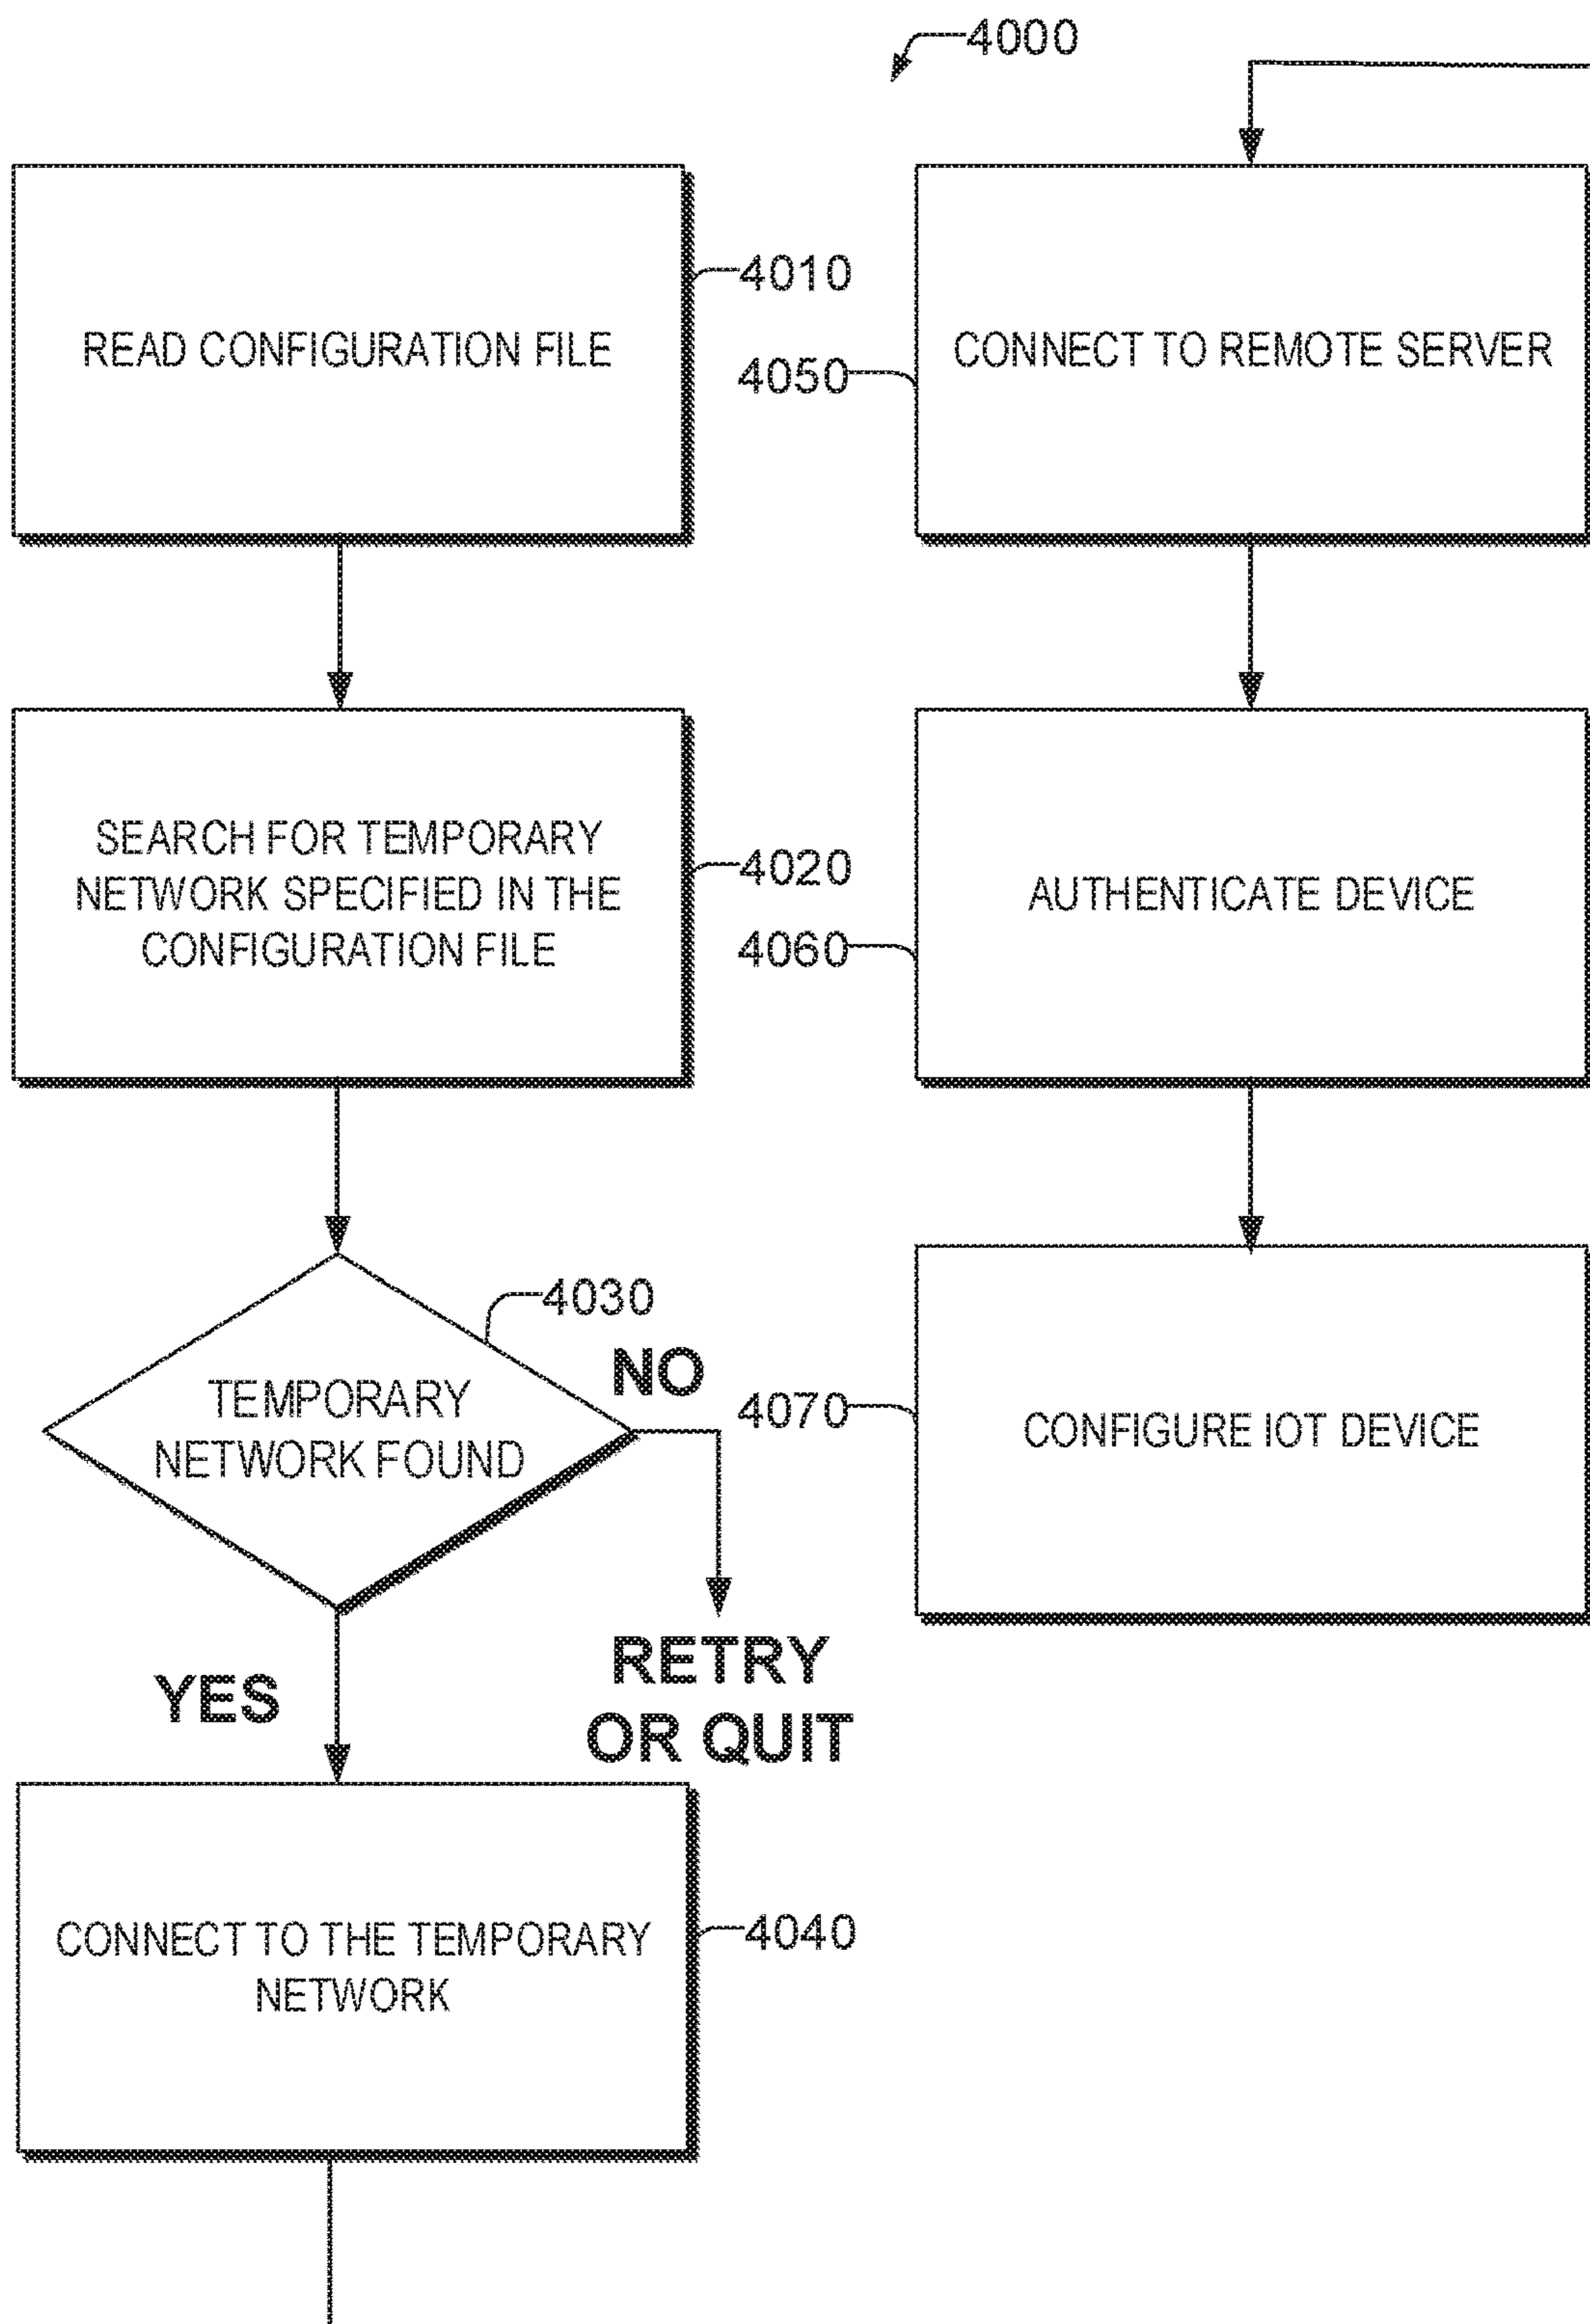 4000
READ CONFIGURATION FILE
4010
SEARCH FOR TEMPORARY
NETWORK SPECIFIED IN THE
CONFIGURATION FILE
4020
TEMPORARY
NETWORK FOUND
4030
NO
RETRY
OR QUIT
YES
CONNECT TO THE TEMPORARY
NETWORK
4040
CONNECT TO REMOTE SERVER
4050
AUTHENTICATE DEVICE
4060
CONFIGURE IOT DEVICE
4070